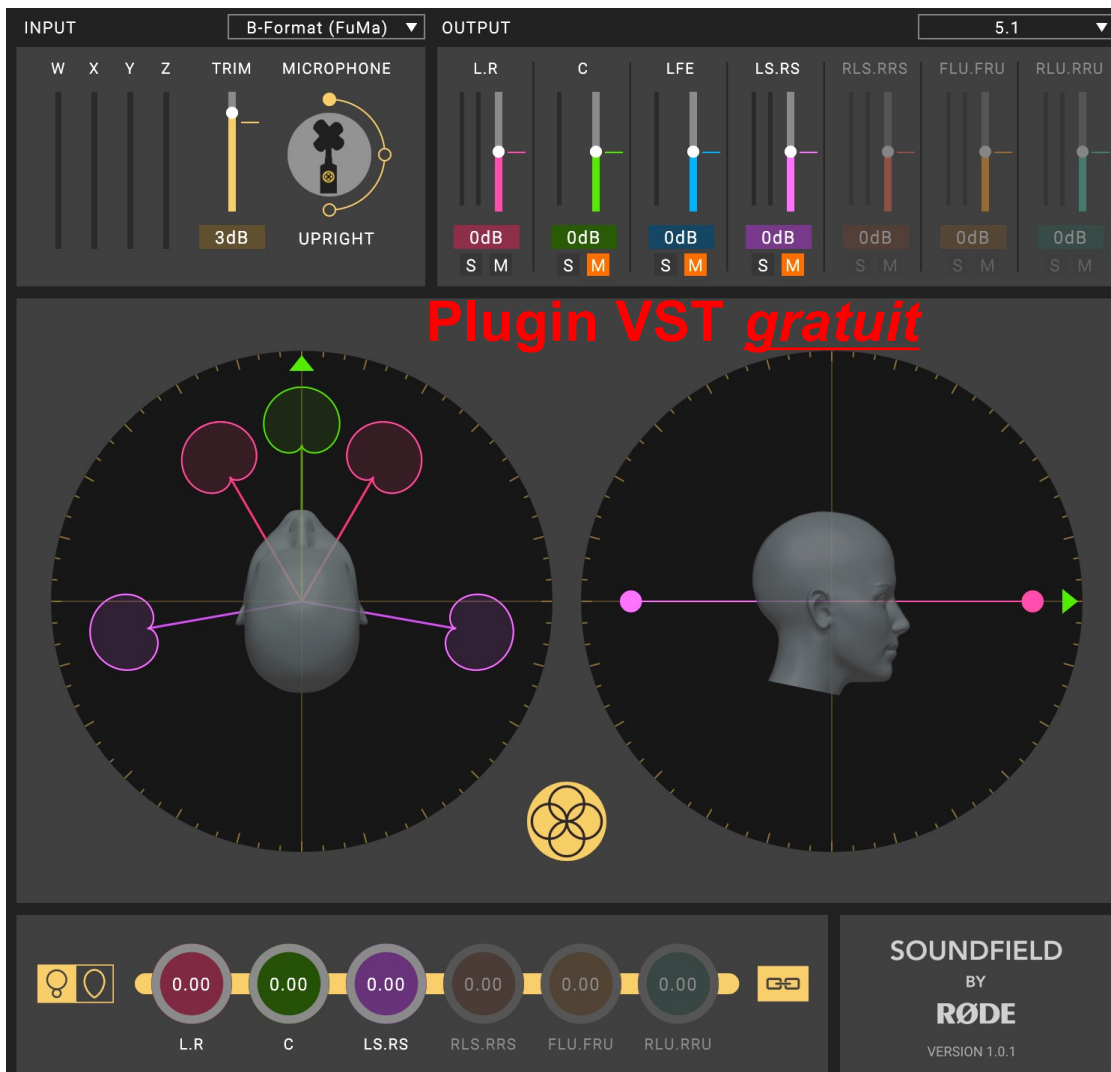 INPUT B-Format (FuMa) OUTPUT 5.1
W X Y Z TRIM MICROPHONE L.R C LFE LS.RS RLS.RRS FLU.FRU RLU.RRU
3dB UPRIGHT 0dB 0dB 0dB 0dB 0dB 0dB 0dB
S M S M S M S M S M S M S M
Plugin VST gratuit
0.00 0.00 0.00 0.00 0.00 0.00
L.R C LS.RS RLS.RRS FLU.FRU RLU.RRU
SOUNDFIELD
BY
RØDE
VERSION 1.0.1